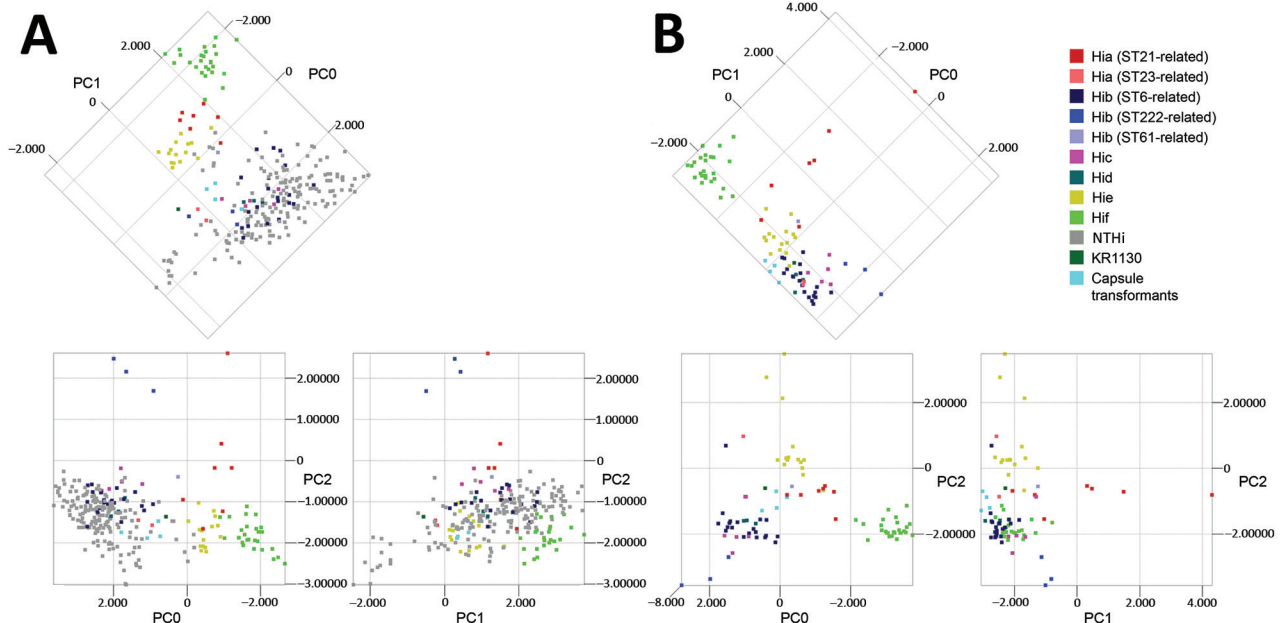 A
B
−2.000
2.000
PC1
PC0
0
0
−2.000
2.000
4.000
2.000
−2.000
PC1
PC0
0
0
−2.000
2.000
Hia (ST21-related)
Hia (ST23-related)
Hib (ST6-related)
Hib (ST222-related)
Hib (ST61-related)
Hic
Hid
Hie
Hif
NTHi
KR1130
Capsule
transformants
2.00000
1.00000
0
PC2
−1.00000
−2.00000
−3.00000
2.000
0
−2.000
PC0
2.00000
1.00000
0
PC2
−1.00000
−2.00000
−3.00000
−2.000
0
2.000
PC1
2.00000
0
PC2
−2.00000
−8.000
2.000
0
−2.000
PC0
2.00000
0
PC2
−2.00000
−2.000
0
2.000
4.000
PC1